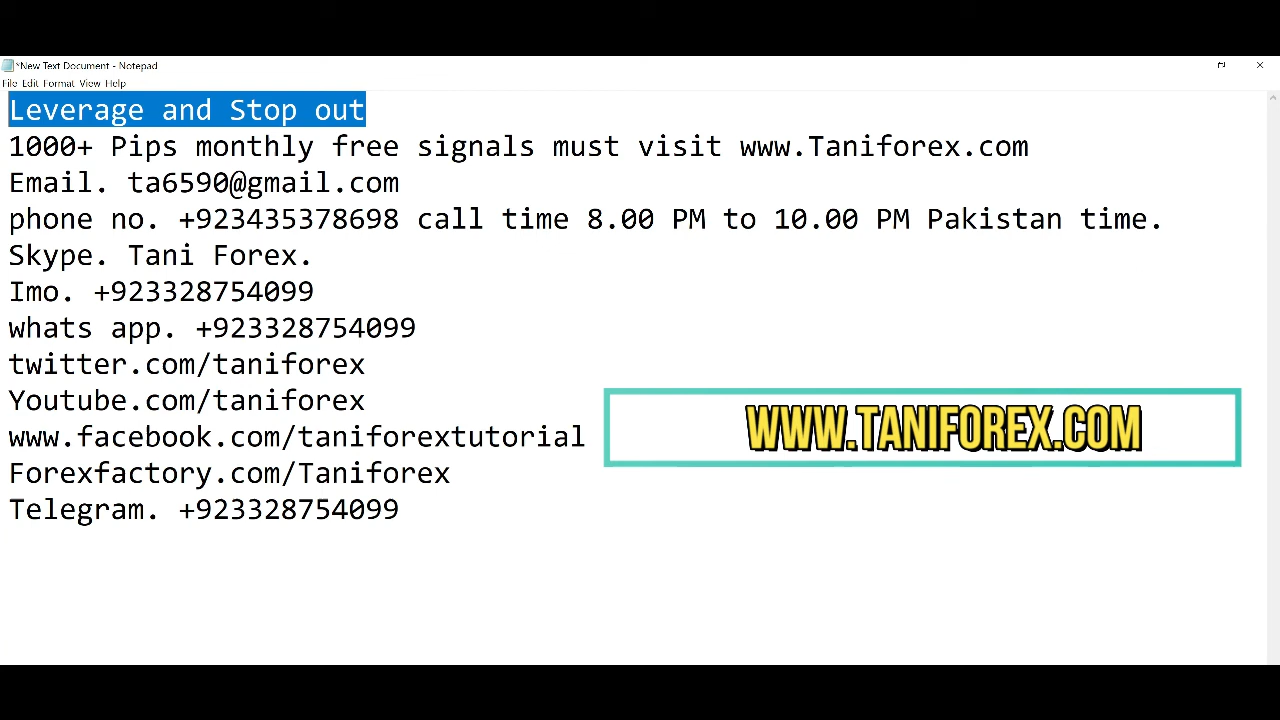 *New Text Document - Notepad
File Edit Format View Help
Leverage and Stop out
1000+ Pips monthly free signals must visit www.Taniforex.com
Email. ta6590@gmail.com
phone no. +923435378698 call time 8.00 PM to 10.00 PM Pakistan time.
Skype. Tani Forex.
Imo. +923328754099
whats app. +923328754099
twitter.com/taniforex
Youtube.com/taniforex
www.facebook.com/taniforextutorial
WWW.TANIFOREX.COM
Forexfactory.com/Taniforex
Telegram. +923328754099